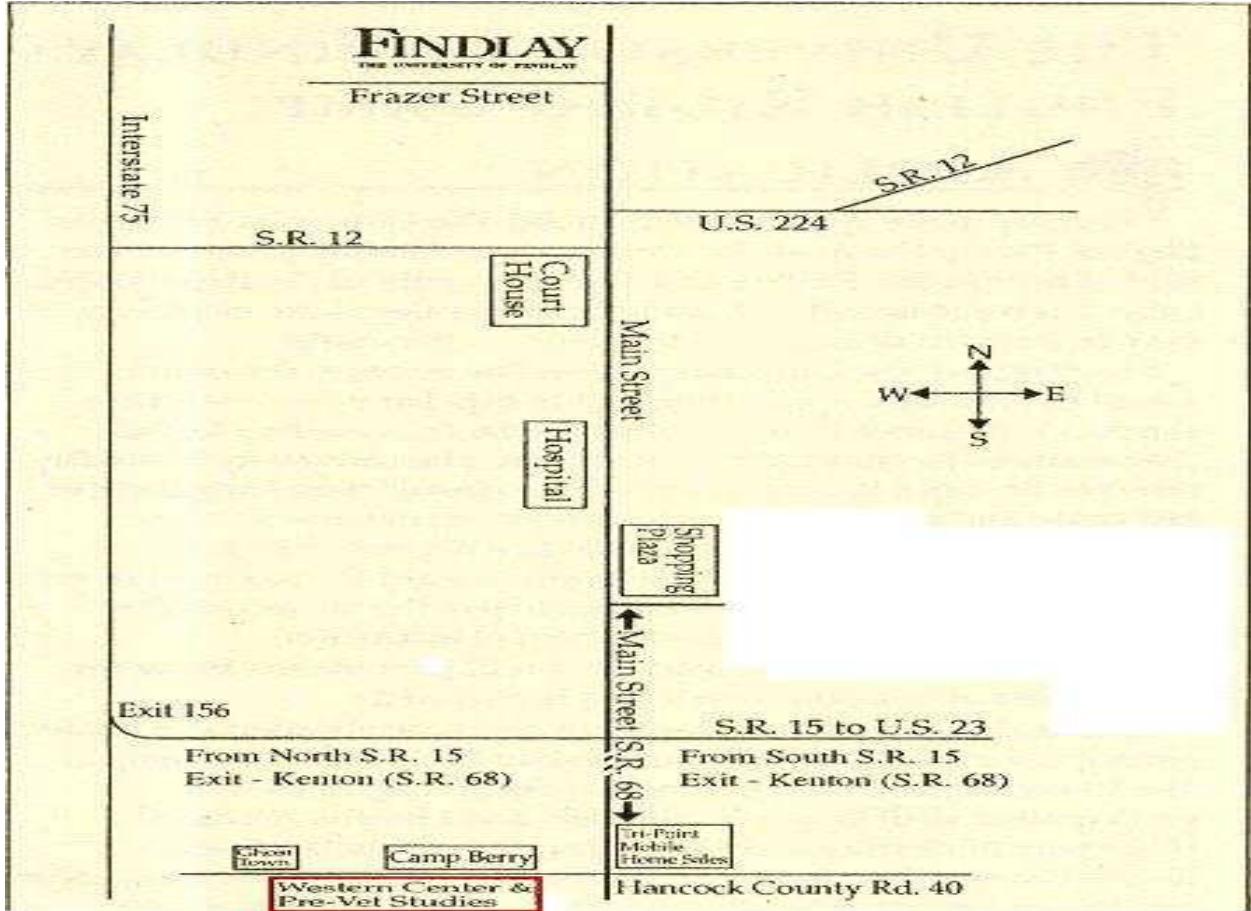 FINDLAY
THE UNIVERSITY OF FINDLAY
Frazer Street
Interstate 75
S.R. 12
U.S. 224
S.R. 12
Court
House
Main Street
N
W
E
S
Hospital
Shopping
Plaza
Main Street S.R. 68
Exit 156
S.R. 15 to U.S. 23
From North S.R. 15
Exit - Kenton (S.R. 68)
From South S.R. 15
Exit - Kenton (S.R. 68)
Tri-Point
Mobile
Home Sales
Ghost
Town
Camp Berry
Western Center &
Pre-Vet Studies
Hancock County Rd. 40